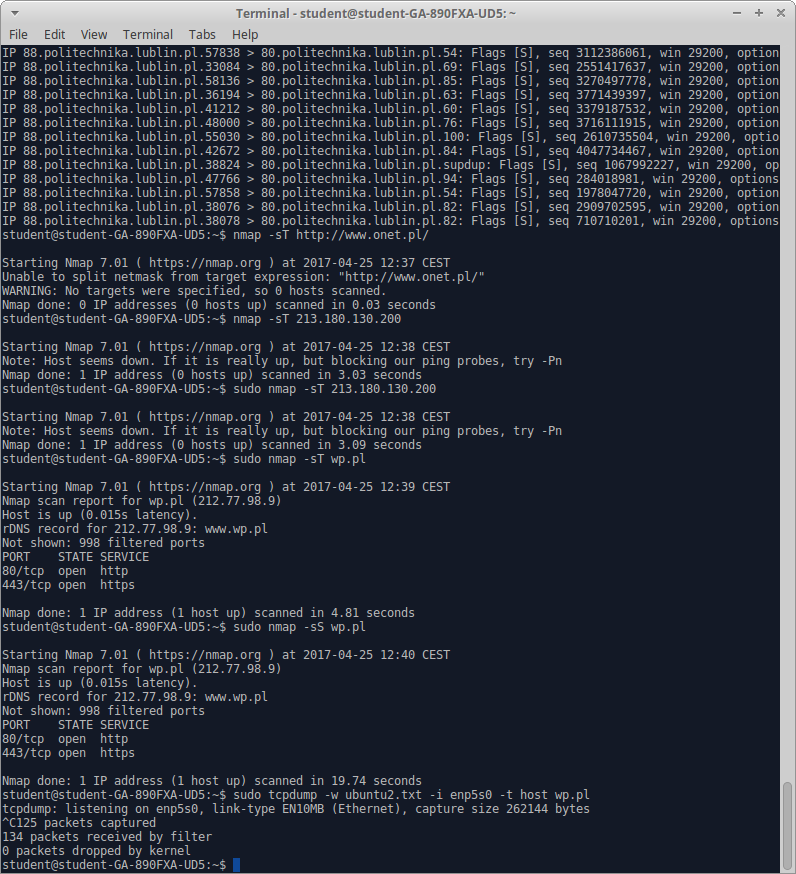 Terminal - student@student-GA-890FXA-UD5: ~
File Edit View Terminal Tabs Help
IP 88.politechnika.lublin.pl.57838 > 80.politechnika.lublin.pl.54: Flags [S], seq 3112386061, win 29200, option
IP 88.politechnika.lublin.pl.33084 > 80.politechnika.lublin.pl.69: Flags [S], seq 2551417637, win 29200, option
IP 88.politechnika.lublin.pl.58136 > 80.politechnika.lublin.pl.85: Flags [S], seq 3270497778, win 29200, option
IP 88.politechnika.lublin.pl.36194 > 80.politechnika.lublin.pl.63: Flags [S], seq 3771439397, win 29200, option
IP 88.politechnika.lublin.pl.41212 > 80.politechnika.lublin.pl.60: Flags [S], seq 3379187532, win 29200, option
IP 88.politechnika.lublin.pl.48000 > 80.politechnika.lublin.pl.76: Flags [S], seq 3716111915, win 29200, option
IP 88.politechnika.lublin.pl.55030 > 80.politechnika.lublin.pl.100: Flags [S], seq 2610735504, win 29200, optio
IP 88.politechnika.lublin.pl.42672 > 80.politechnika.lublin.pl.84: Flags [S], seq 4047734467, win 29200, option
IP 88.politechnika.lublin.pl.38824 > 80.politechnika.lublin.pl.supdup: Flags [S], seq 1067992227, win 29200, op
IP 88.politechnika.lublin.pl.47766 > 80.politechnika.lublin.pl.94: Flags [S], seq 284018981, win 29200, options
IP 88.politechnika.lublin.pl.57858 > 80.politechnika.lublin.pl.54: Flags [S], seq 1978047720, win 29200, option
IP 88.politechnika.lublin.pl.38076 > 80.politechnika.lublin.pl.82: Flags [S], seq 2909702595, win 29200, option
IP 88.politechnika.lublin.pl.38078 > 80.politechnika.lublin.pl.82: Flags [S], seq 710710201, win 29200, options
student@student-GA-890FXA-UD5:~$ nmap -sT http://www.onet.pl/
Starting Nmap 7.01 ( https://nmap.org ) at 2017-04-25 12:37 CEST
Unable to split netmask from target expression: "http://www.onet.pl/"
WARNING: No targets were specified, so 0 hosts scanned.
Nmap done: 0 IP addresses (0 hosts up) scanned in 0.03 seconds
student@student-GA-890FXA-UD5:~$ nmap -sT 213.180.130.200
Starting Nmap 7.01 ( https://nmap.org ) at 2017-04-25 12:38 CEST
Note: Host seems down. If it is really up, but blocking our ping probes, try -Pn
Nmap done: 1 IP address (0 hosts up) scanned in 3.03 seconds
student@student-GA-890FXA-UD5:~$ sudo nmap -sT 213.180.130.200
Starting Nmap 7.01 ( https://nmap.org ) at 2017-04-25 12:38 CEST
Note: Host seems down. If it is really up, but blocking our ping probes, try -Pn
Nmap done: 1 IP address (0 hosts up) scanned in 3.09 seconds
student@student-GA-890FXA-UD5:~$ sudo nmap -sT wp.pl
Starting Nmap 7.01 ( https://nmap.org ) at 2017-04-25 12:39 CEST
Nmap scan report for wp.pl (212.77.98.9)
Host is up (0.015s latency).
rDNS record for 212.77.98.9: www.wp.pl
Not shown: 998 filtered ports
PORT    STATE SERVICE
80/tcp  open  http
443/tcp open  https
Nmap done: 1 IP address (1 host up) scanned in 4.81 seconds
student@student-GA-890FXA-UD5:~$ sudo nmap -sS wp.pl
Starting Nmap 7.01 ( https://nmap.org ) at 2017-04-25 12:40 CEST
Nmap scan report for wp.pl (212.77.98.9)
Host is up (0.015s latency).
rDNS record for 212.77.98.9: www.wp.pl
Not shown: 998 filtered ports
PORT    STATE SERVICE
80/tcp  open  http
443/tcp open  https
Nmap done: 1 IP address (1 host up) scanned in 19.74 seconds
student@student-GA-890FXA-UD5:~$ sudo tcpdump -w ubuntu2.txt -i enp5s0 -t host wp.pl
tcpdump: listening on enp5s0, link-type EN10MB (Ethernet), capture size 262144 bytes
^C125 packets captured
134 packets received by filter
0 packets dropped by kernel
student@student-GA-890FXA-UD5:~$